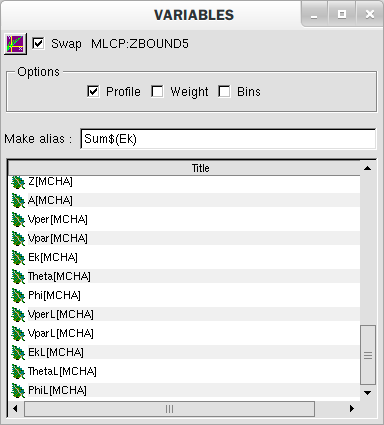 VARIABLES
Swap MLCP:ZBOUND5
Options
Profile Weight Bins
Make alias : Sum$(Ek)
Title
Z[MCHA]
A[MCHA]
Vper[MCHA]
Vpar[MCHA]
Ek[MCHA]
Theta[MCHA]
Phi[MCHA]
VperL[MCHA]
VparL[MCHA]
EkL[MCHA]
ThetaL[MCHA]
PhiL[MCHA]